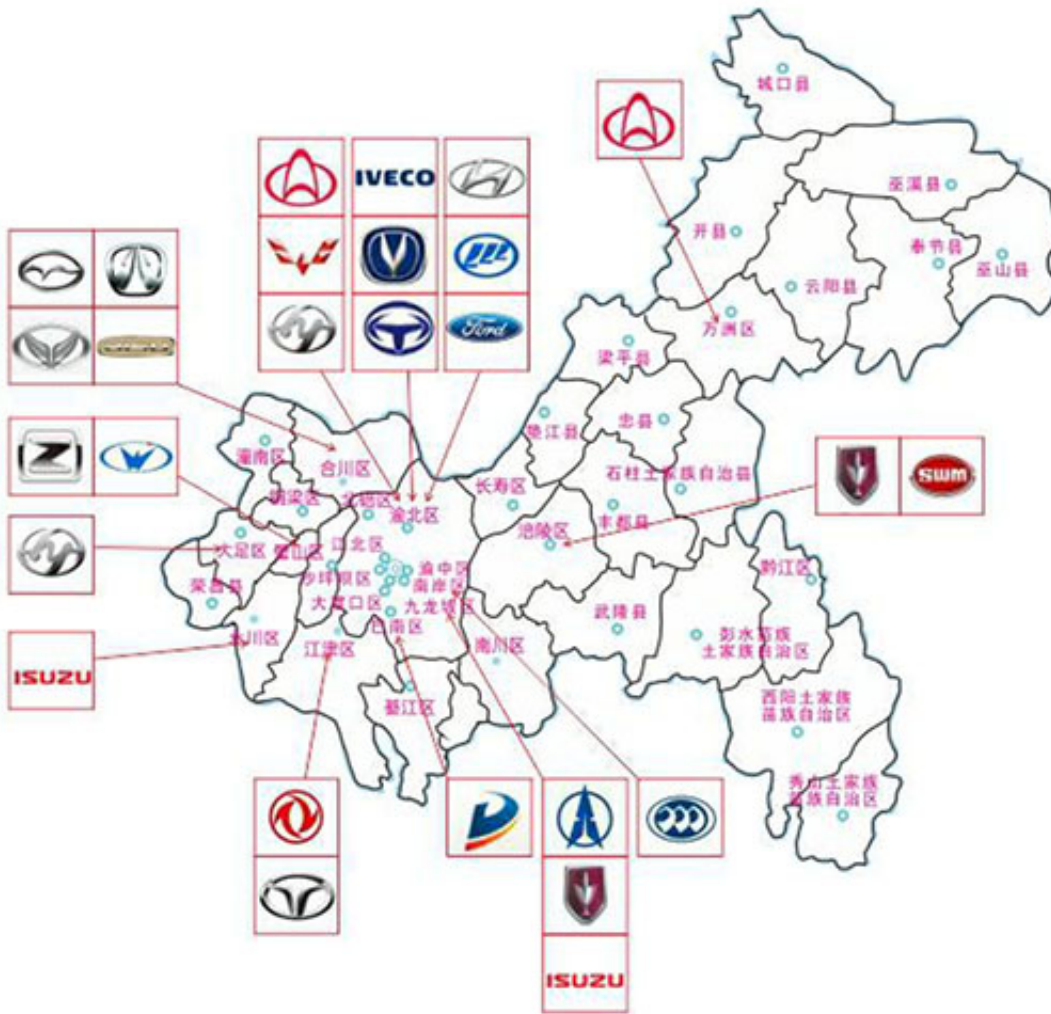 城口县
巫溪县
开县
奉节县
巫山县
云阳县
万洲区
IVECO
Ford
梁平县
垫江县
忠县
石柱土家族自治县
SWM
潼南区
合川区
长寿区
铜梁区
北碚区
渝北区
涪陵区
丰都县
大足区
璧山区
江北区
沙坪坝区
渝中区
南岸区
黔江区
荣昌县
大渡口区
九龙坡区
武隆县
永川区
江津区
巴南区
南川区
彭水苗族
土家族自治区
ISUZU
綦江区
酉阳土家族
苗族自治区
秀山土家族
苗族自治区
ISUZU